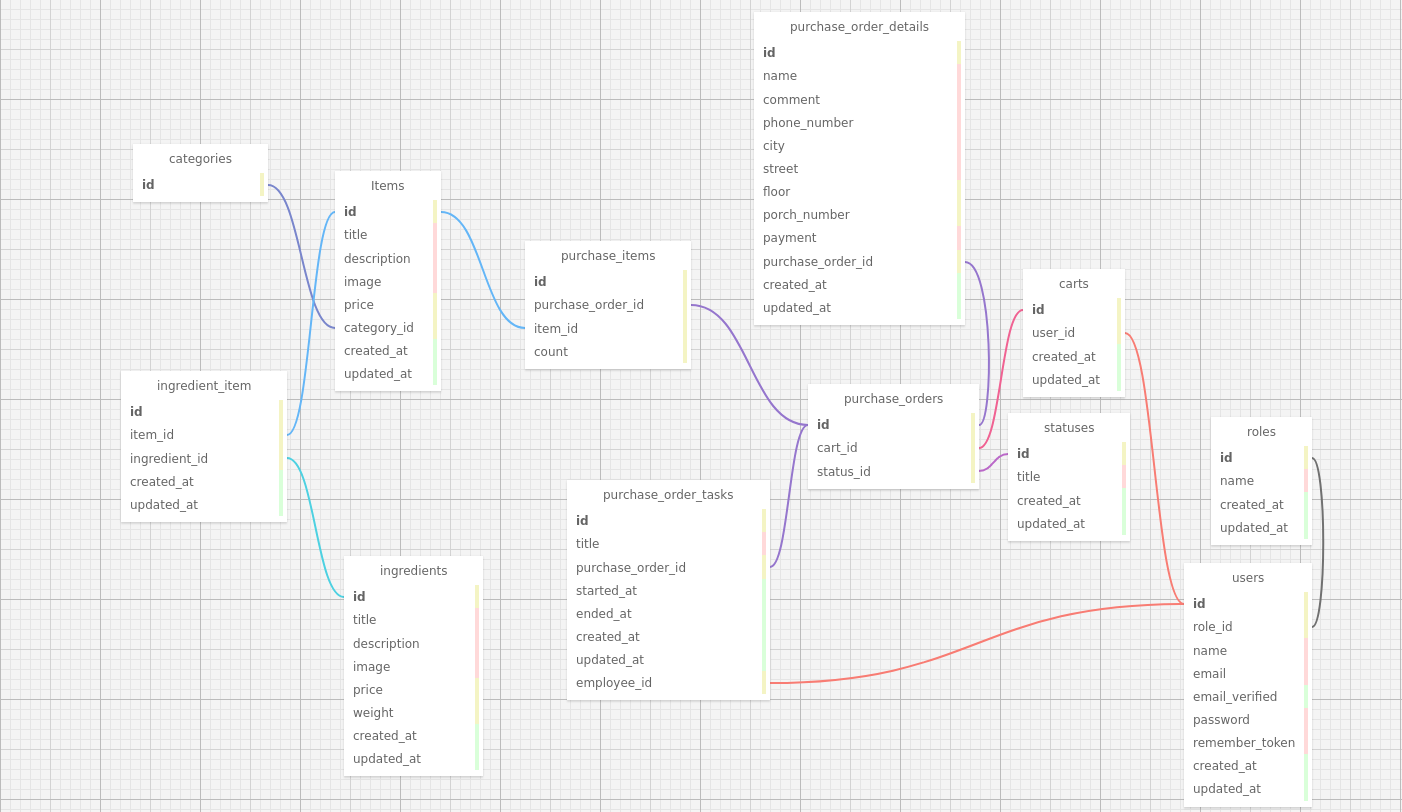 purchase_order_details
id
name
comment
phone_number
city
street
floor
porch_number
payment
purchase_order_id
created_at
updated_at
categories
id
Items
id
title
description
image
price
category_id
created_at
updated_at
purchase_items
id
purchase_order_id
item_id
count
carts
id
user_id
created_at
updated_at
ingredient_item
id
item_id
ingredient_id
created_at
updated_at
purchase_orders
id
cart_id
status_id
statuses
id
title
created_at
updated_at
roles
id
name
created_at
updated_at
purchase_order_tasks
id
title
purchase_order_id
started_at
ended_at
created_at
updated_at
employee_id
ingredients
id
title
description
image
price
weight
created_at
updated_at
users
id
role_id
name
email
email_verified
password
remember_token
created_at
updated_at